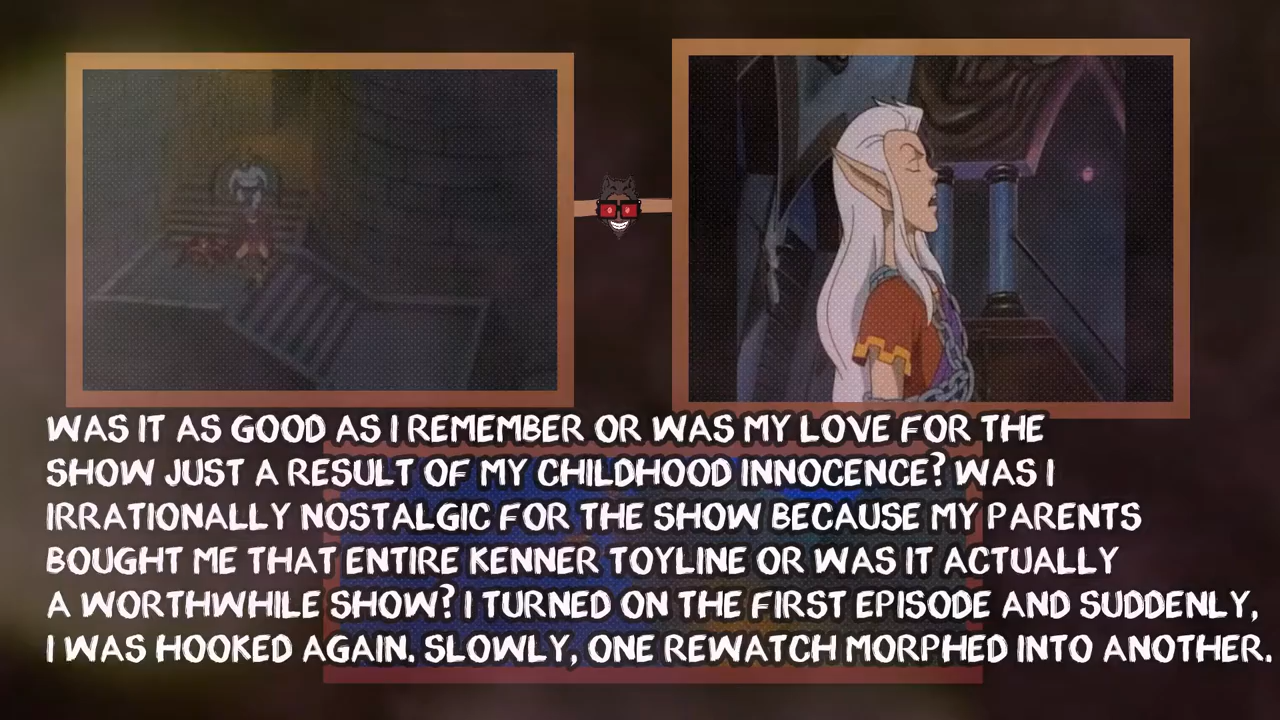 WAS IT AS GOOD AS I REMEMBER OR WAS MY LOVE FOR THE
SHOW JUST A RESULT OF MY CHILDHOOD INNOCENCE? WAS I
IRRATIONALLY NOSTALGIC FOR THE SHOW BECAUSE MY PARENTS
BOUGHT ME THAT ENTIRE KENNER TOYLINE OR WAS IT ACTUALLY
A WORTHWHILE SHOW? I TURNED ON THE FIRST EPISODE AND SUDDENLY,
I WAS HOOKED AGAIN. SLOWLY, ONE REWATCH MORPHED INTO ANOTHER.